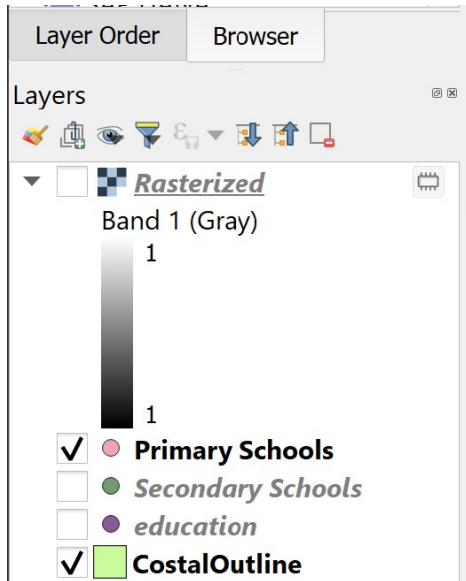 Layer Order
Browser
Layers
Rasterized
Band 1 (Gray)
1
1
Primary Schools
Secondary Schools
education
CostalOutline